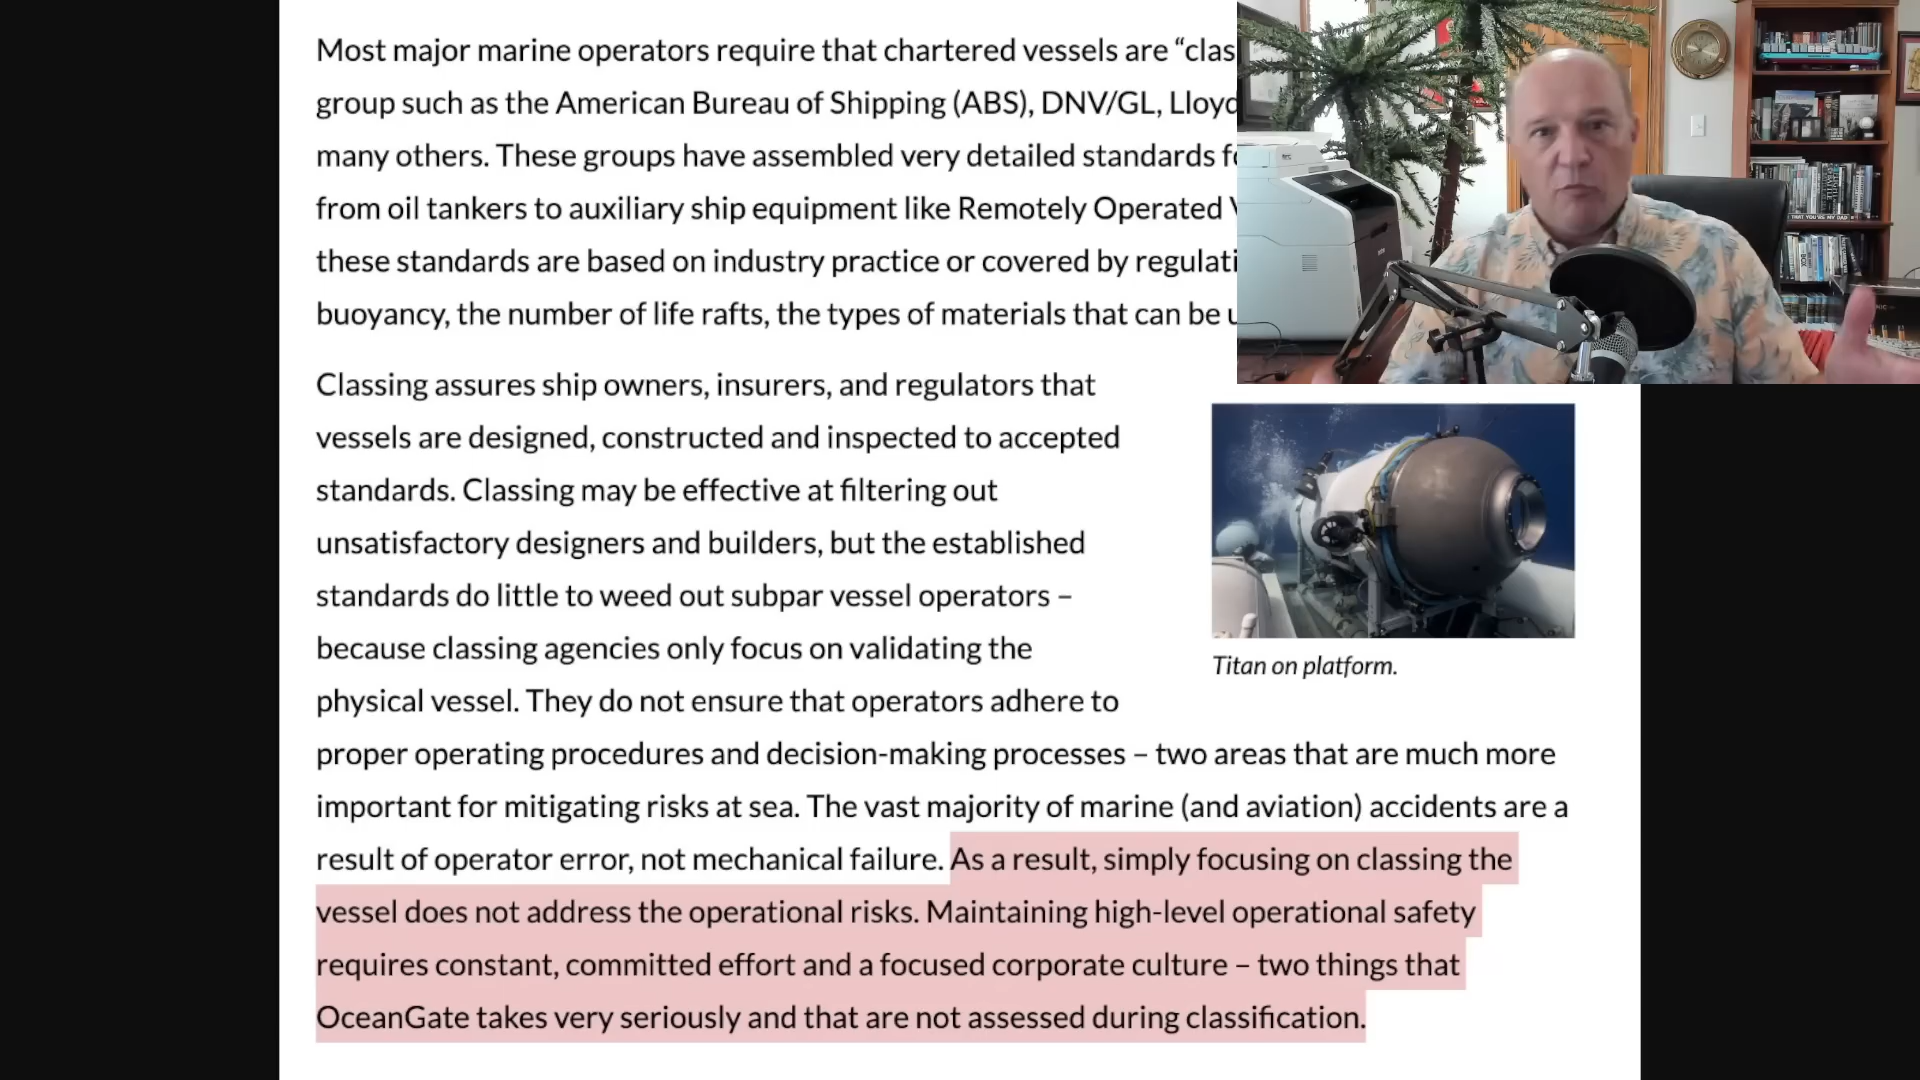 Most major marine operators require that chartered vessels are “clas
group such as the American Bureau of Shipping (ABS), DNV/GL, Lloyd
many others. These groups have assembled very detailed standards fo
from oil tankers to auxiliary ship equipment like Remotely Operated
these standards are based on industry practice or covered by regulati
buoyancy, the number of life rafts, the types of materials that can be
Classing assures ship owners, insurers, and regulators that
vessels are designed, constructed and inspected to accepted
standards. Classing may be effective at filtering out
unsatisfactory designers and builders, but the established
standards do little to weed out subpar vessel operators –
because classing agencies only focus on validating the
physical vessel. They do not ensure that operators adhere to
Titan on platform.
proper operating procedures and decision-making processes – two areas that are much more
important for mitigating risks at sea. The vast majority of marine (and aviation) accidents are a
result of operator error, not mechanical failure. As a result, simply focusing on classing the
vessel does not address the operational risks. Maintaining high-level operational safety
requires constant, committed effort and a focused corporate culture – two things that
OceanGate takes very seriously and that are not assessed during classification.